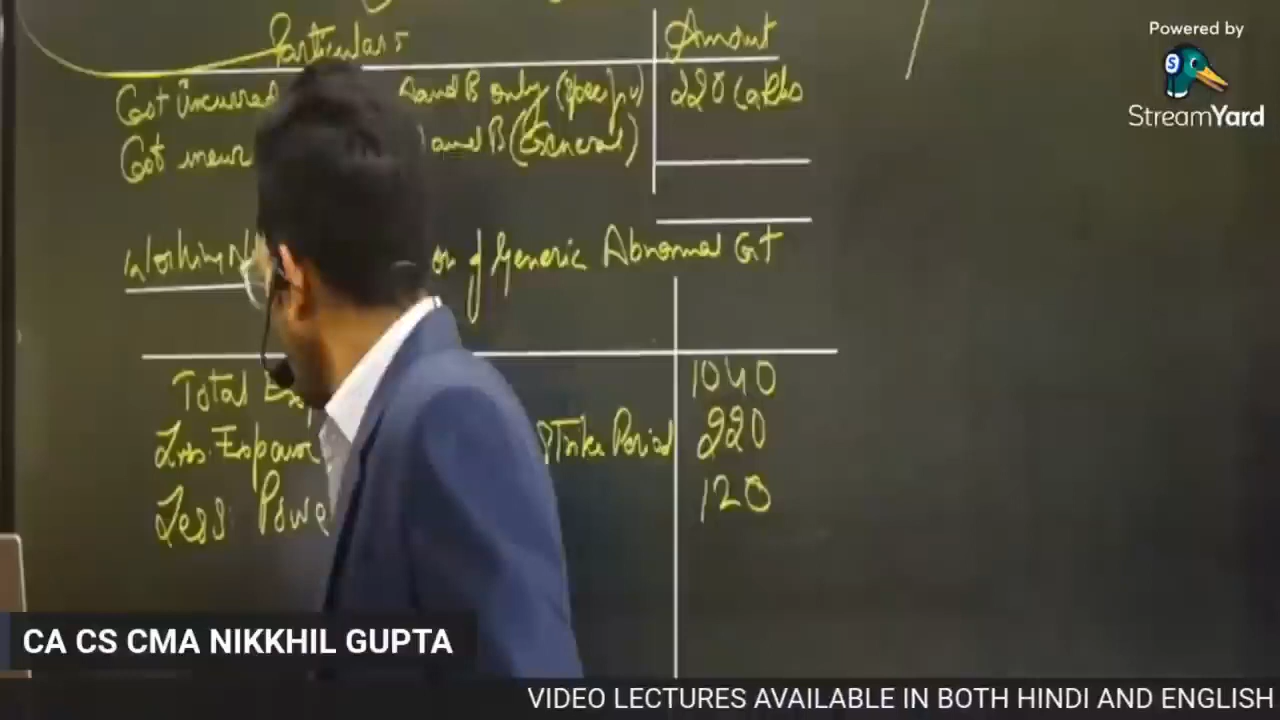 Particulars Amount
Cost incurred A and B only (Specific) 220 Lakhs
Cost incur and B (General)
Working on of Generic Abnormal Cost
Total 1040
Less: Strike Period 220
Less: Powe 120
Powered by
StreamYard
CA CS CMA NIKKHIL GUPTA
VIDEO LECTURES AVAILABLE IN BOTH HINDI AND ENGLISH